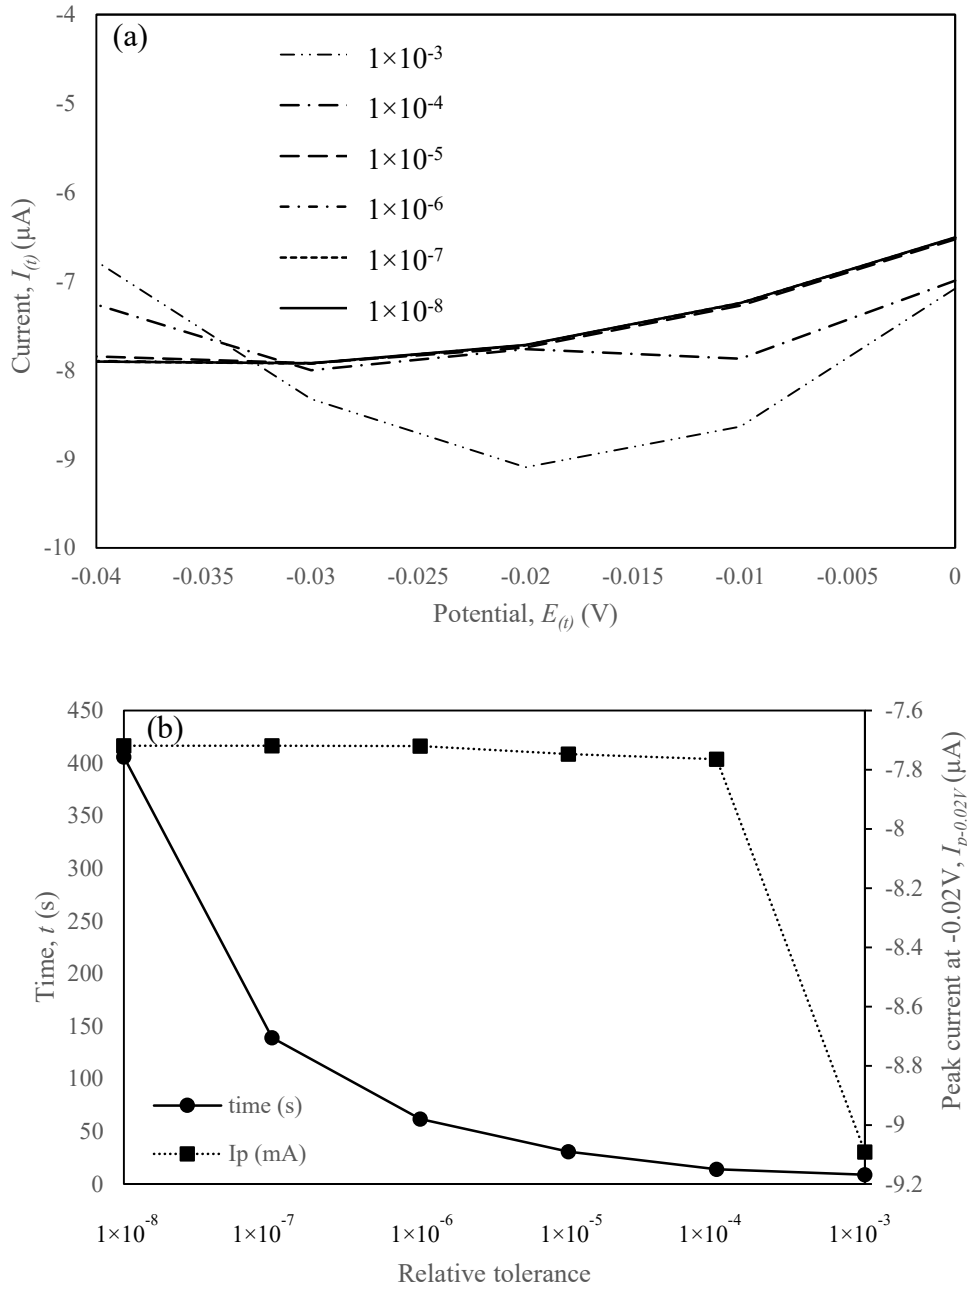 (a)
-4
-5
-6
-7
-8
-9
-10
Current, I(t) (μA)
1×10-3
1×10-4
1×10-5
1×10-6
1×10-7
1×10-8
-0.04 -0.035 -0.03 -0.025 -0.02 -0.015 -0.01 -0.005 0
Potential, E(t) (V)
(b)
450
400
350
300
250
200
150
100
50
0
Time, t (s)
time (s)
Ip (mA)
-7.6
-7.8
-8
-8.2
-8.4
-8.6
-8.8
-9
-9.2
Peak current at -0.02V, Ip-0.02V (μA)
1×10-8 1×10-7 1×10-6 1×10-5 1×10-4 1×10-3
Relative tolerance